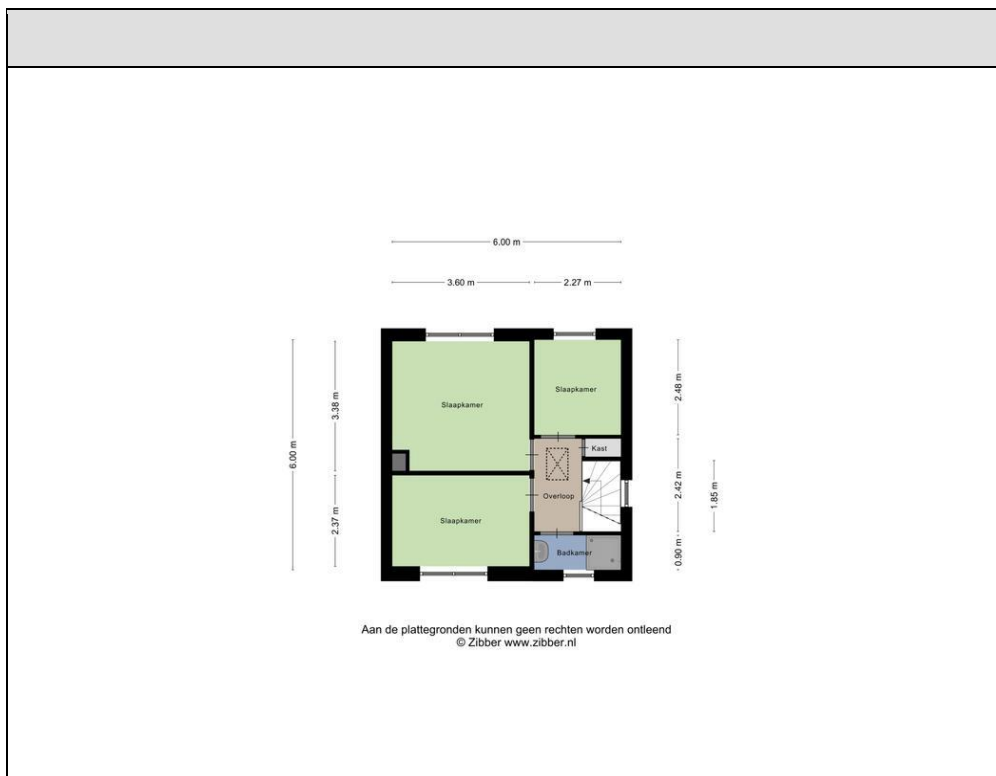 6.00 m
3.60 m
2.27 m
6.00 m
3.38 m
2.37 m
Slaapkamer
Slaapkamer
Kast
Overloop
Slaapkamer
Badkamer
2.48 m
2.42 m
1.85 m
0.90 m
Aan de plattegronden kunnen geen rechten worden ontleend
© Zibber www.zibber.nl